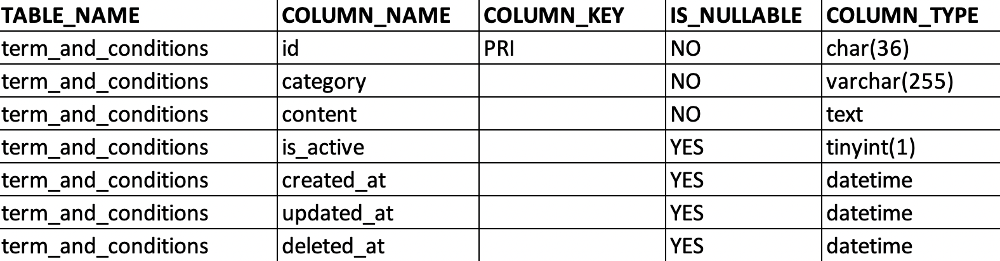 TABLE_NAME COLUMN_NAME COLUMN_KEY IS_NULLABLE COLUMN_TYPE
term_and_conditions id PRI NO char(36)
term_and_conditions category NO varchar(255)
term_and_conditions content NO text
term_and_conditions is_active YES tinyint(1)
term_and_conditions created_at YES datetime
term_and_conditions updated_at YES datetime
term_and_conditions deleted_at YES datetime